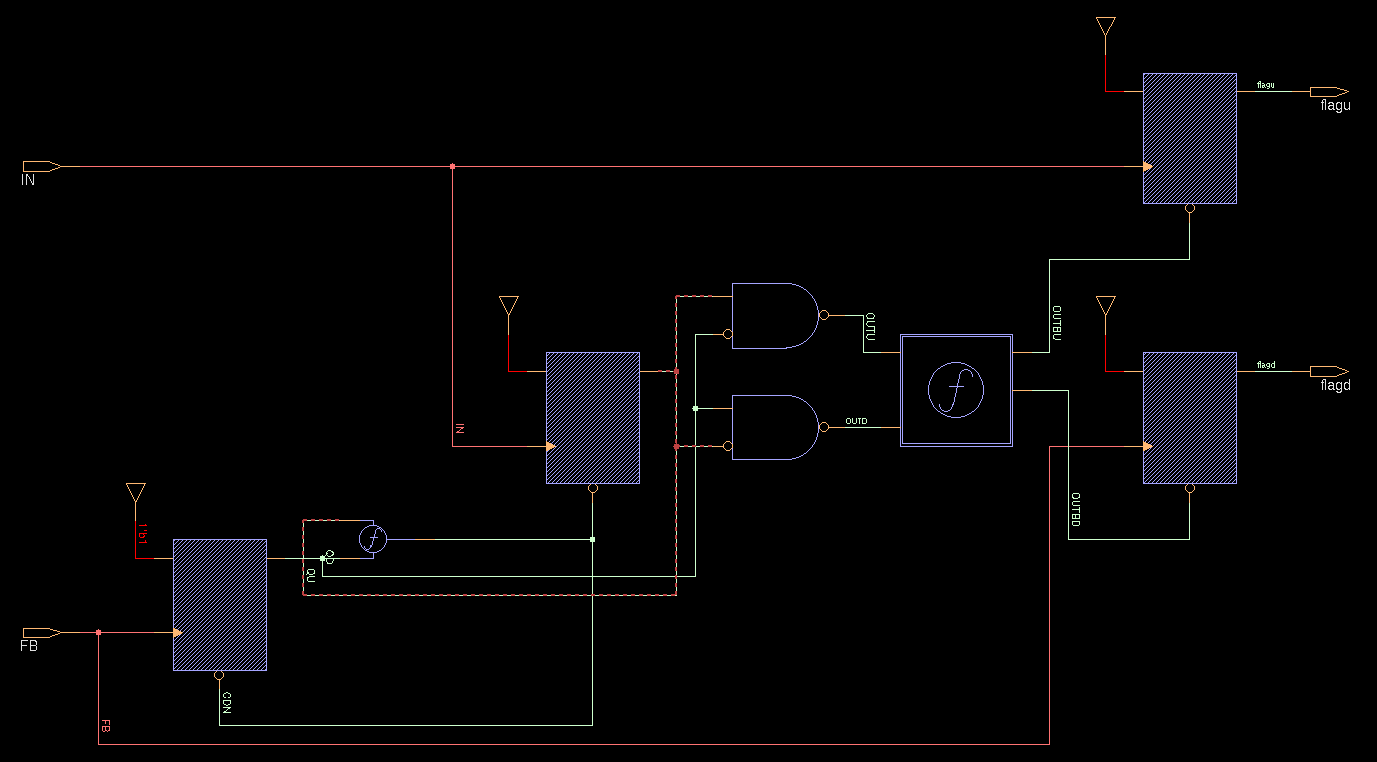 flagu
flagu
IN
OUTU
OUTBU
flagd
flagd
IN
OUTD
OUTBD
1'b1
QD
QU
FB
CDN
FB